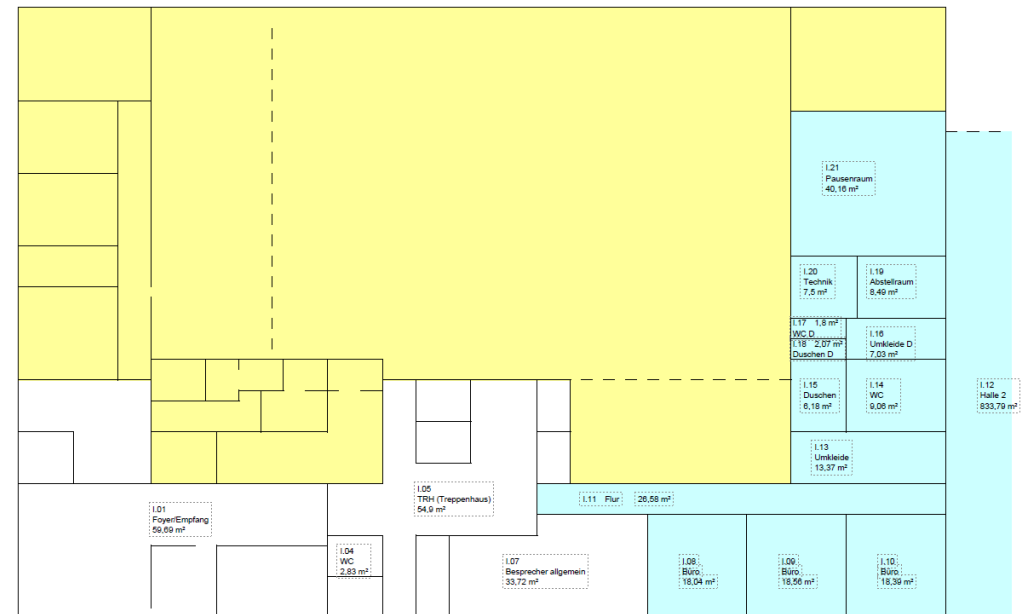 I.21
Pausenraum
40,16 m²
I.20
Technik
7,5 m²
I.19
Abstellraum
8,49 m²
I.17 1,8 m²
WC D
I.18 2,07 m²
Duschen D
I.16
Umkleide D
7,03 m²
I.15
Duschen
6,18 m²
I.14
WC
9,06 m²
I.12
Halle 2
833,79 m²
I.13
Umkleide
13,37 m²
I.05
TRH (Treppenhaus)
54,9 m²
I.11 Flur 26,58 m²
I.01
Foyer/Empfang
59,69 m²
I.04
WC
2,83 m²
I.07
Besprecher allgemein
33,72 m²
I.08
Büro
18,04 m²
I.09
Büro
18,56 m²
I.10
Büro
18,39 m²